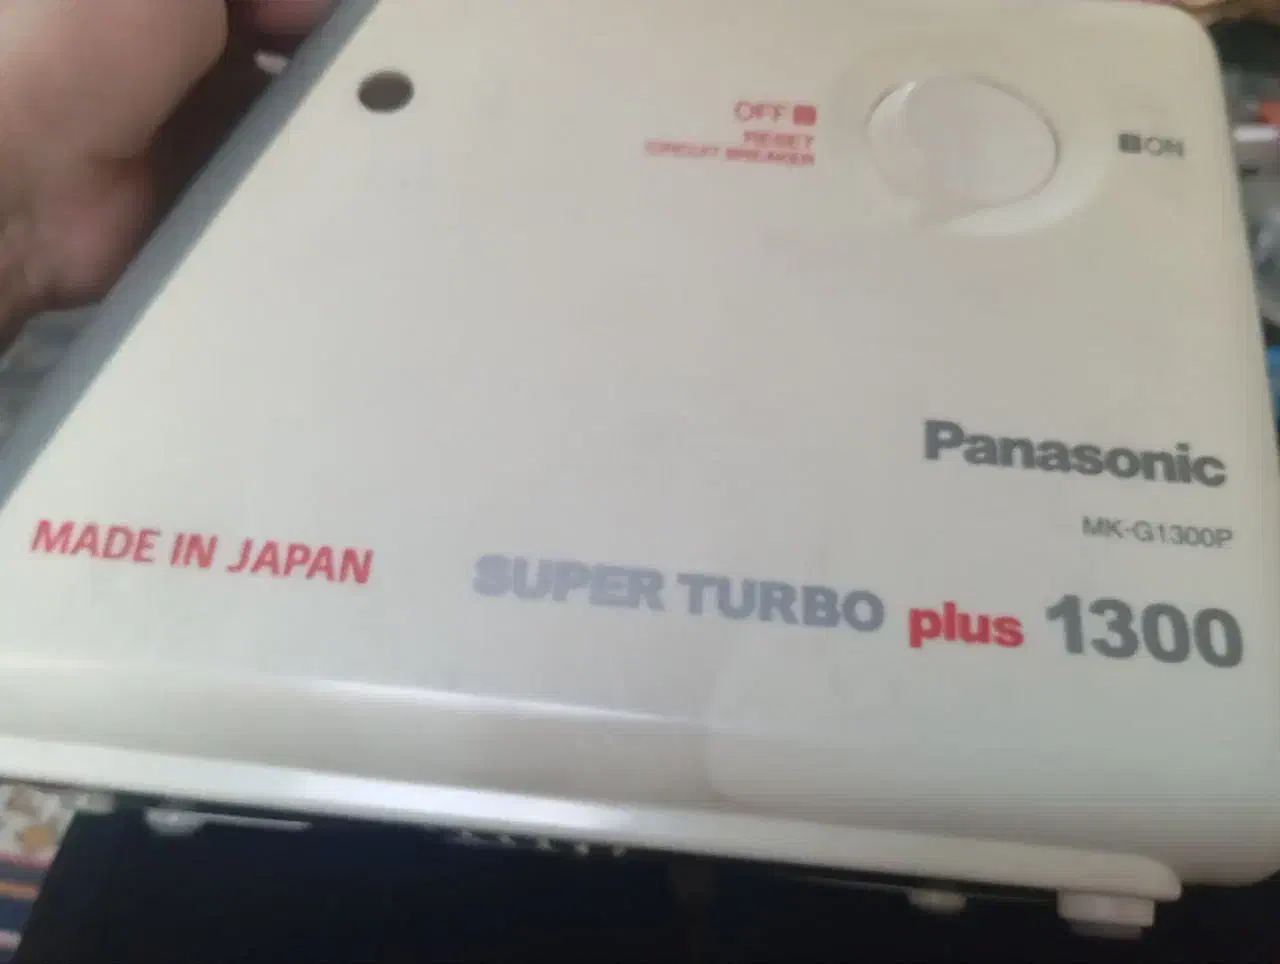 OFF
RESET
CIRCUIT BREAKER
ON
Panasonic
MK-G1300P
MADE IN JAPAN
SUPER TURBO plus 1300